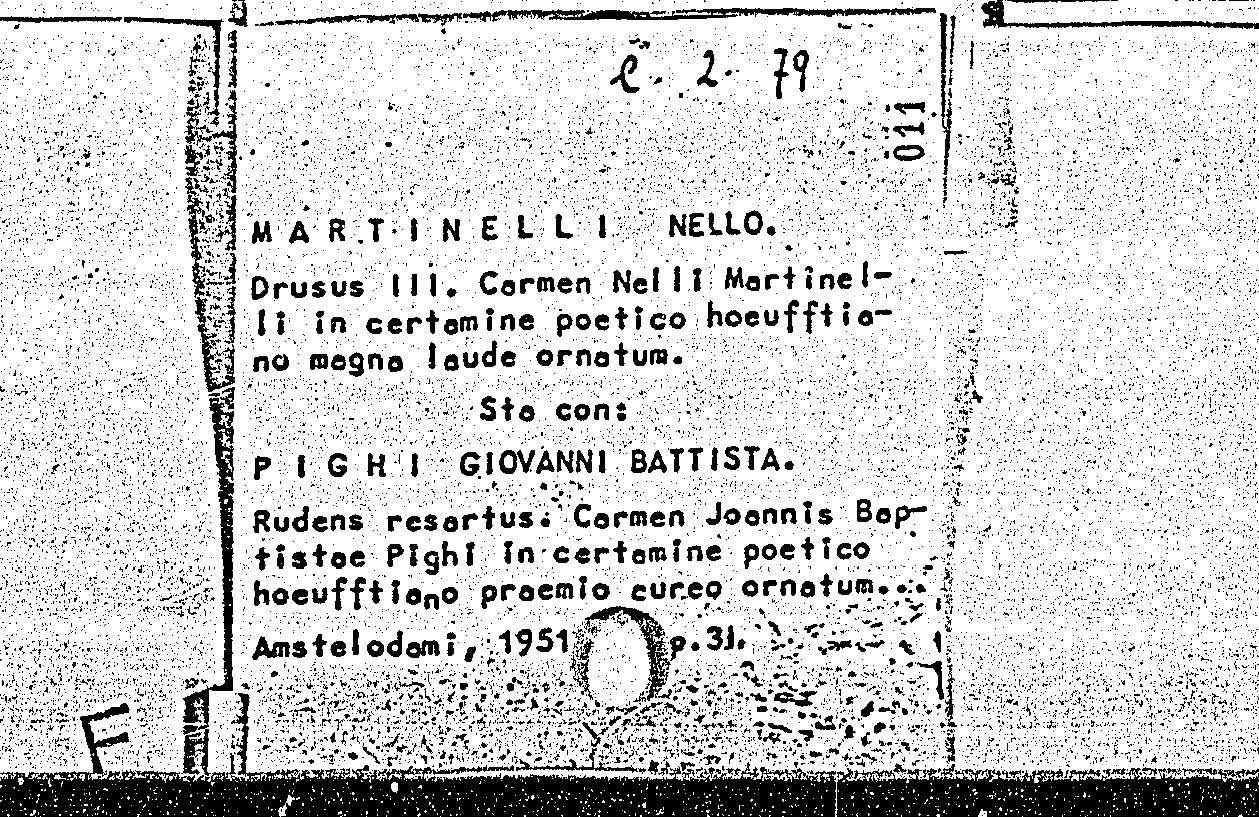 e. 2. 79
011
MARTINELLI NELLO.
Drusus III. Carmen Nelli Martinel-
li in certamine poetico hoeufftia-
no magna laude ornatum.
Sta con:
PIGHI GIOVANNI BATTISTA.
Rudens resartus. Carmen Joannis Bap-
tistae Pighi in certamine poetico
hoeufftiano praemio aureo ornatum...
Amstelodami, 1951 p.31.